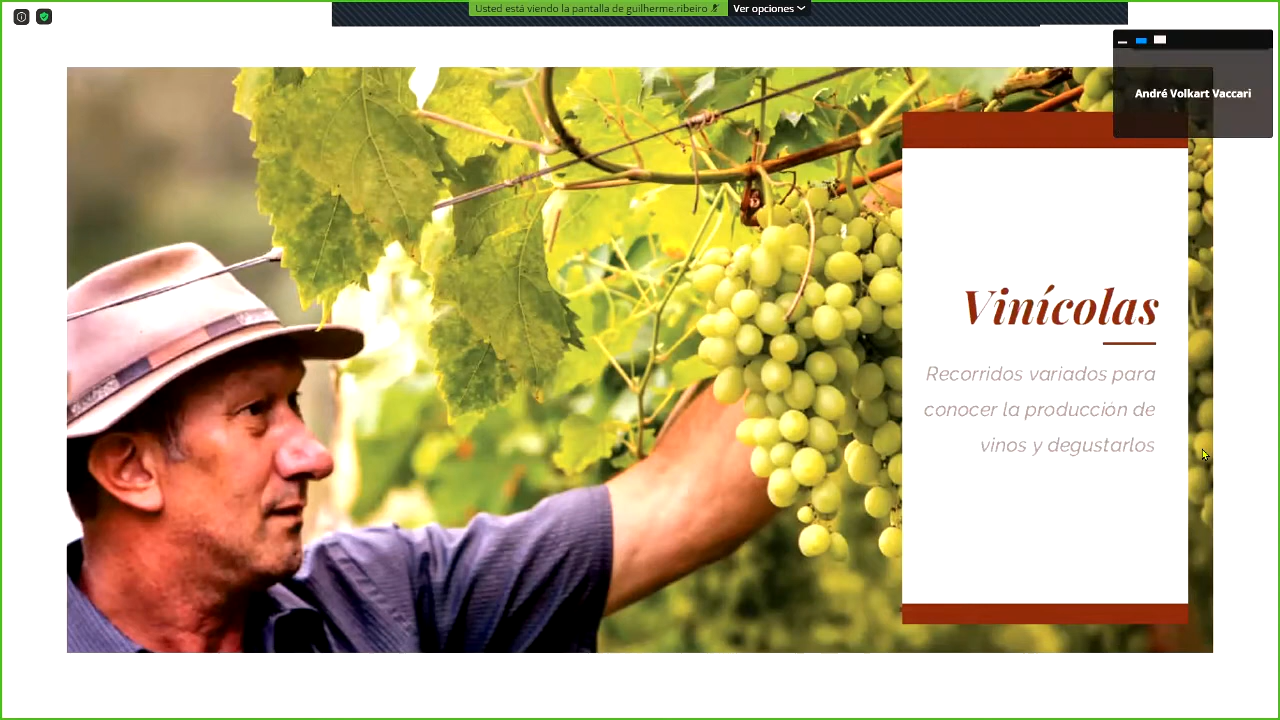 Usted está viendo la pantalla de guilherme.ribeiro
Ver opciones
André Volkart Vaccari
Vinícolas
Recorridos variados para
conocer la producción de
vinos y degustarlos